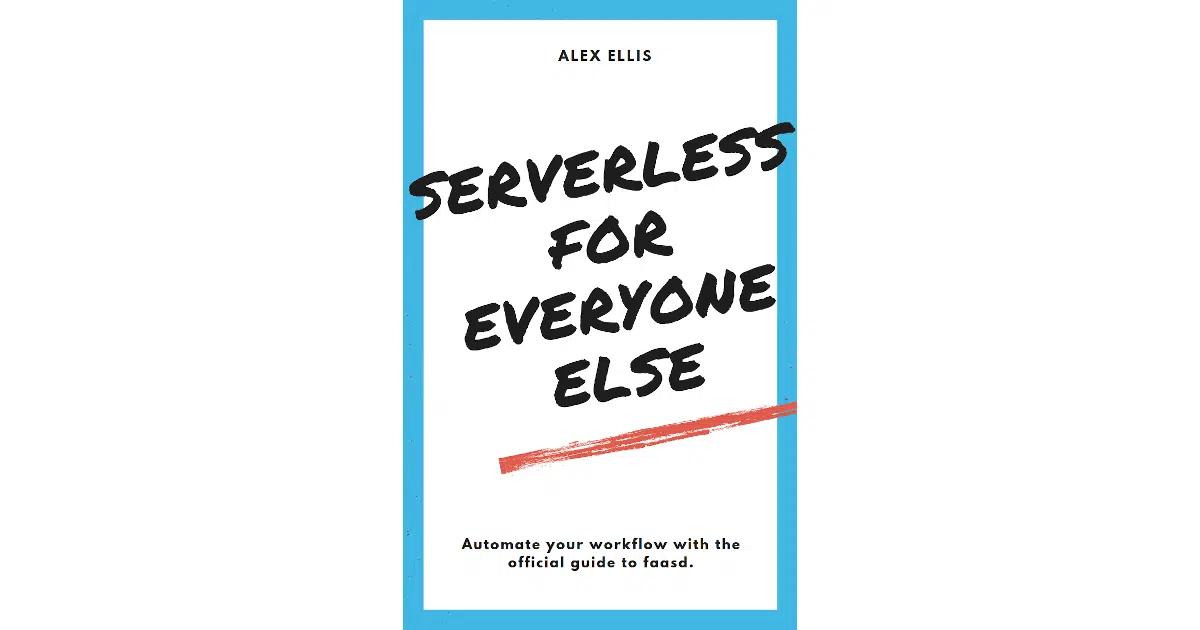 ALEX ELLIS
SERVERLESS
FOR
EVERYONE
ELSE
Automate your workflow with the
official guide to faasd.